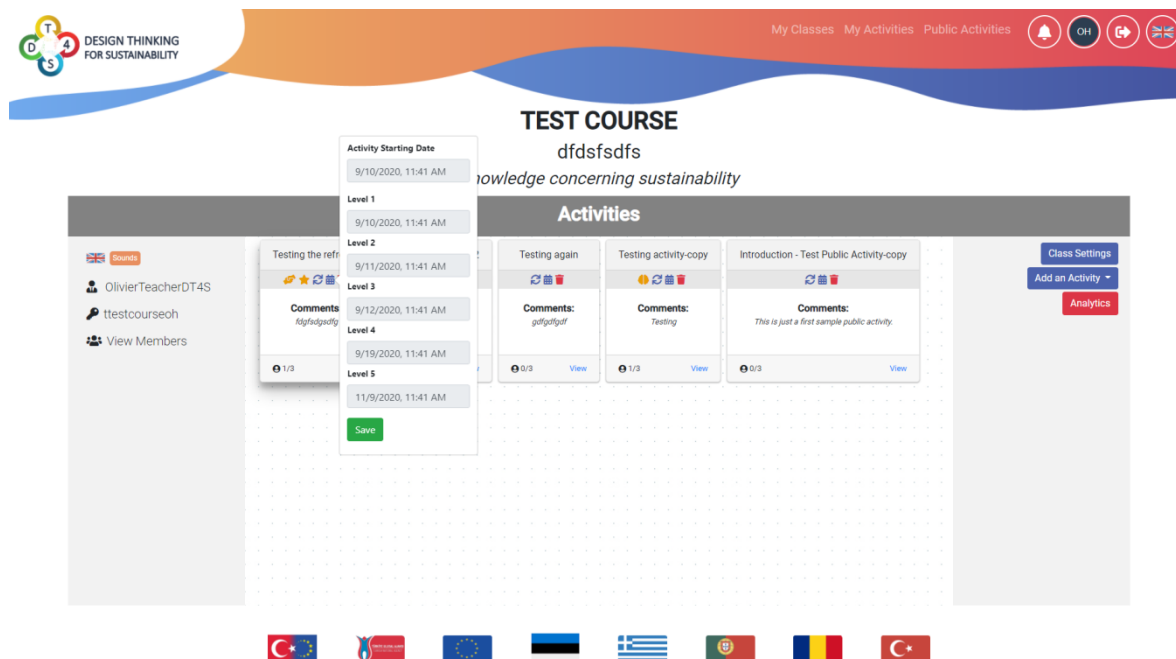 DESIGN THINKING
FOR SUSTAINABILITY
T
D 4
S
My Classes My Activities Public Activities OH
TEST COURSE
dfdsfsdfs
concerning sustainability
Activities
Activity Starting Date
9/10/2020, 11:41 AM
Level 1
9/10/2020, 11:41 AM
Level 2
9/11/2020, 11:41 AM
Level 3
9/12/2020, 11:41 AM
Level 4
9/19/2020, 11:41 AM
Level 5
11/9/2020, 11:41 AM
Save
Sounds
OlivierTeacherDT4S
ttestcourseoh
View Members
Testing the
Comments
fdgfsdgsdfg
1/3
Testing again
Comments:
gdfgdfgdf
0/3 View
Testing activity-copy
Comments:
Testing
1/3 View
Introduction - Test Public Activity-copy
Comments:
This is just a first sample public activity.
0/3 View
Class Settings
Add an Activity
Analytics